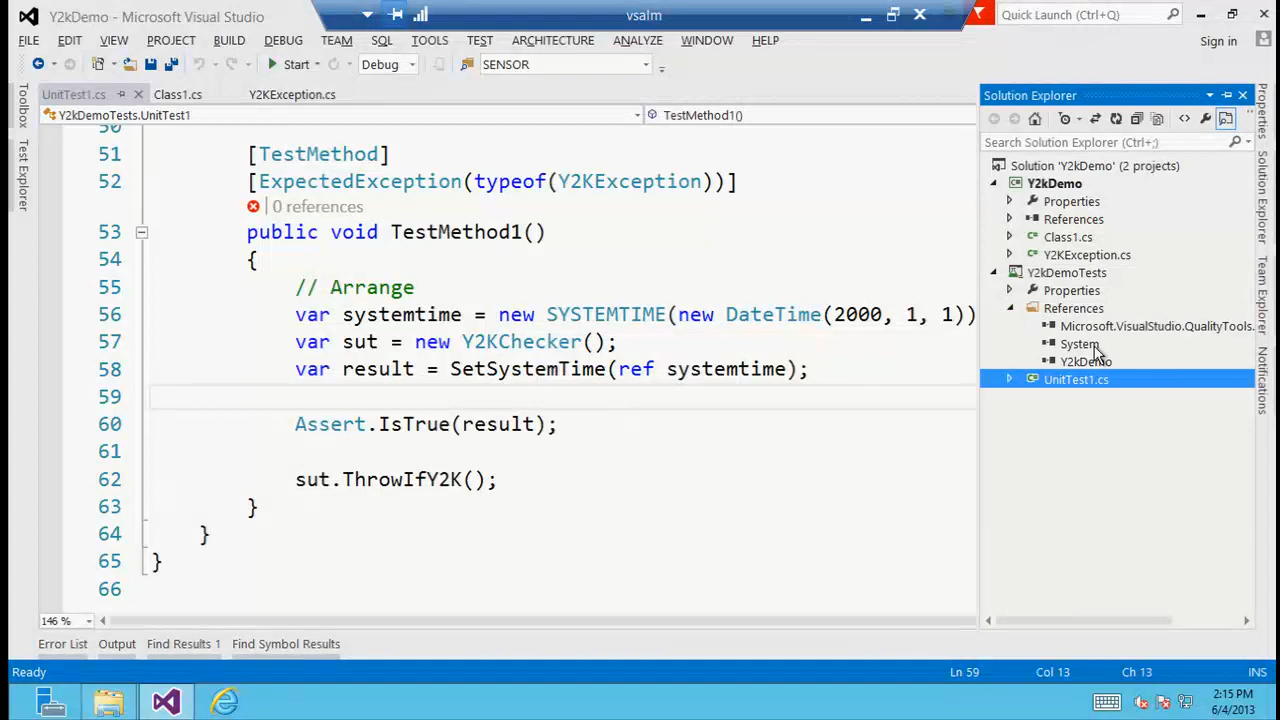 Y2kDemo - Microsoft Visual Studio
vsalm
Quick Launch (Ctrl+Q)
FILE EDIT VIEW PROJECT BUILD DEBUG TEAM SQL TOOLS TEST ARCHITECTURE ANALYZE WINDOW HELP
Sign in
Start Debug SENSOR
UnitTest1.cs Class1.cs Y2KException.cs
Y2kDemoTests.UnitTest1 TestMethod1()
Toolbox
Test Explorer
50
51 [TestMethod]
52 [ExpectedException(typeof(Y2KException))]
0 references
53 public void TestMethod1()
54 {
55 // Arrange
56 var systemtime = new SYSTEMTIME(new DateTime(2000, 1, 1))
57 var sut = new Y2KChecker();
58 var result = SetSystemTime(ref systemtime);
59
60 Assert.IsTrue(result);
61
62 sut.ThrowIfY2K();
63 }
64 }
65 }
66
146 %
Solution Explorer
Search Solution Explorer (Ctrl+;)
Solution 'Y2kDemo' (2 projects)
Y2kDemo
Properties
References
Class1.cs
Y2KException.cs
Y2kDemoTests
Properties
References
Microsoft.VisualStudio.QualityTools.
System
Y2kDemo
UnitTest1.cs
Properties
Solution Explorer
Team Explorer
Notifications
Error List Output Find Results 1 Find Symbol Results
Ready Ln 59 Col 13 Ch 13 INS
2:15 PM
6/4/2013